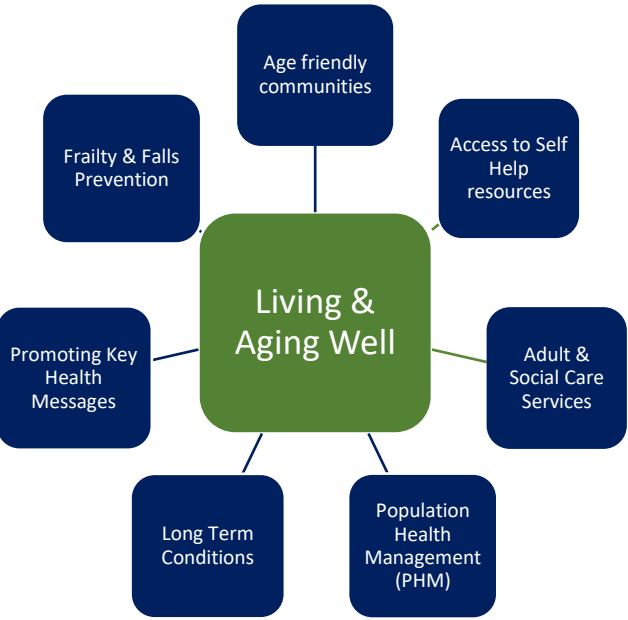 Age friendly
communities
Access to Self
Help
resources
Adult &
Social Care
Services
Population
Health
Management
(PHM)
Long Term
Conditions
Promoting Key
Health
Messages
Frailty & Falls
Prevention
Living &
Aging Well